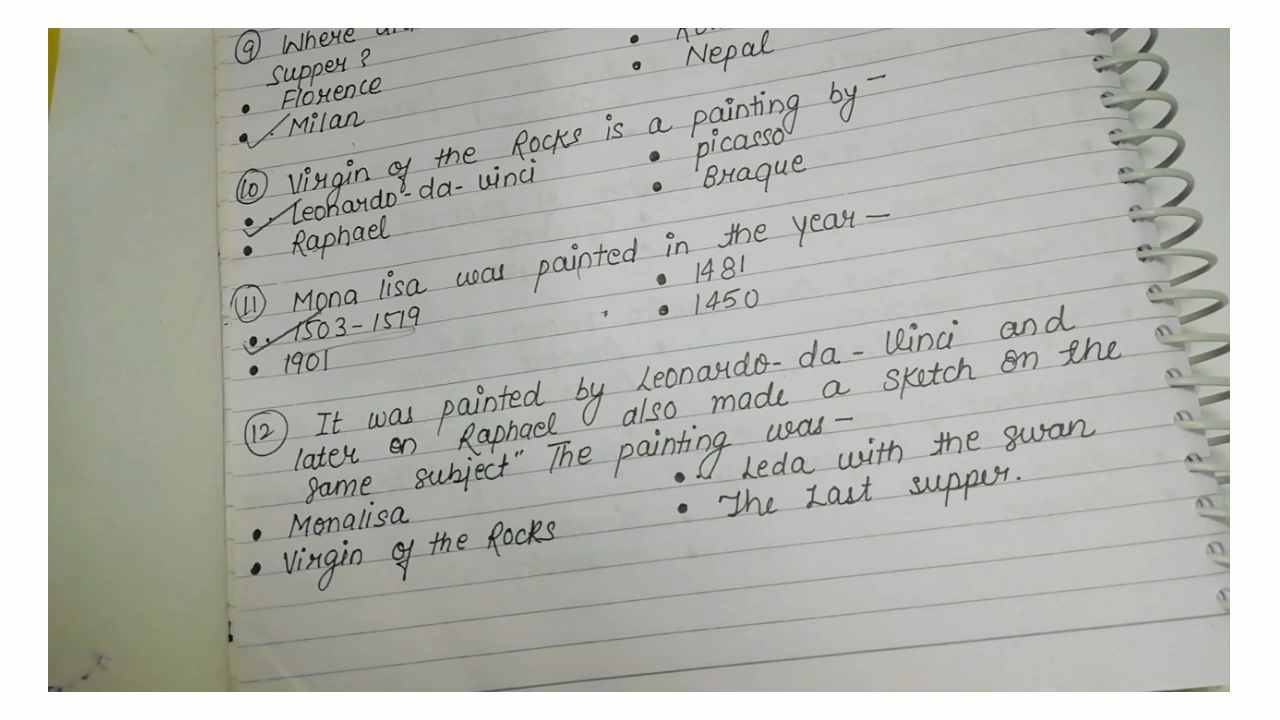 ⑨ Where
supper ?
• Florence
• Milan
• Nepal
⑩ Virgin of the Rocks is a painting by -
• Leonardo - da - vinci
• picasso
• Raphael
• Braque
⑪ Mona lisa was painted in the year -
• 1503 - 1519
• 1481
• 1901
• 1450
⑫ It was painted by Leonardo - da - Vinci and
later on Raphael also made a sketch on the
same subject" The painting was -
• Monalisa
• Leda with the swan
• Virgin of the Rocks
• The Last supper.